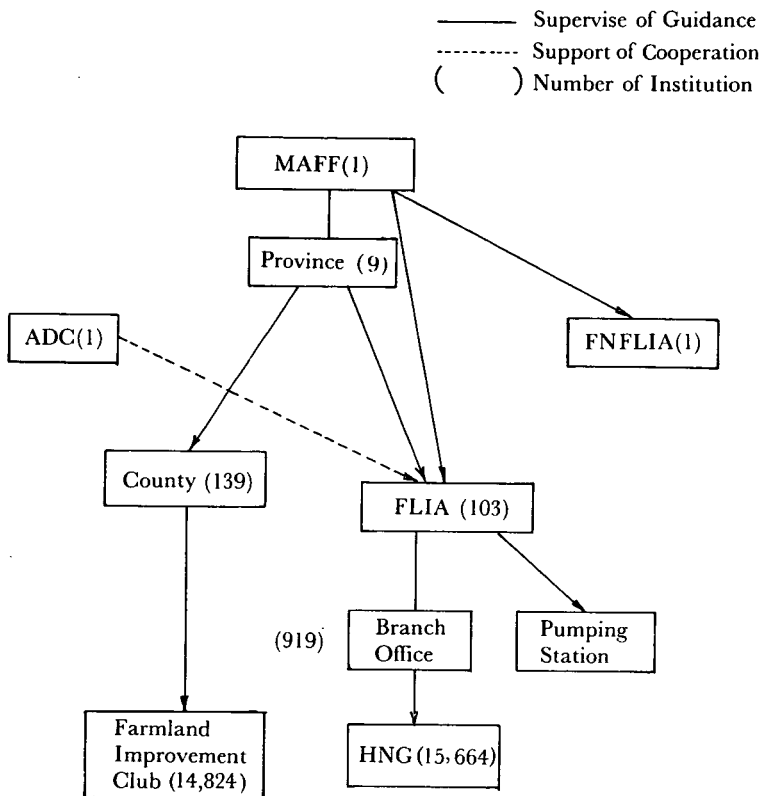 Supervise of Guidance
Support of Cooperation
( ) Number of Institution
MAFF(1)
Province (9)
ADC(1)
FNFLIA(1)
County (139)
FLIA (103)
(919)
Branch
Office
Pumping
Station
Farmland
Improvement
Club (14,824)
HNG (15,664)